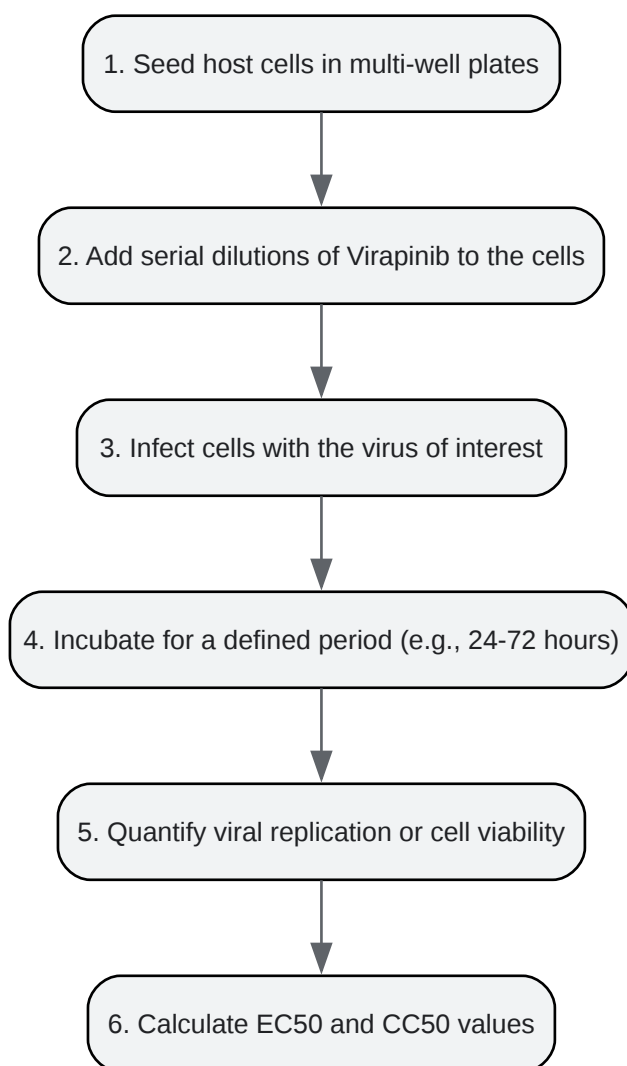 1. Seed host cells in multi-well plates
2. Add serial dilutions of Virapinib to the cells
3. Infect cells with the virus of interest
4. Incubate for a defined period (e.g., 24-72 hours)
5. Quantify viral replication or cell viability
6. Calculate EC50 and CC50 values